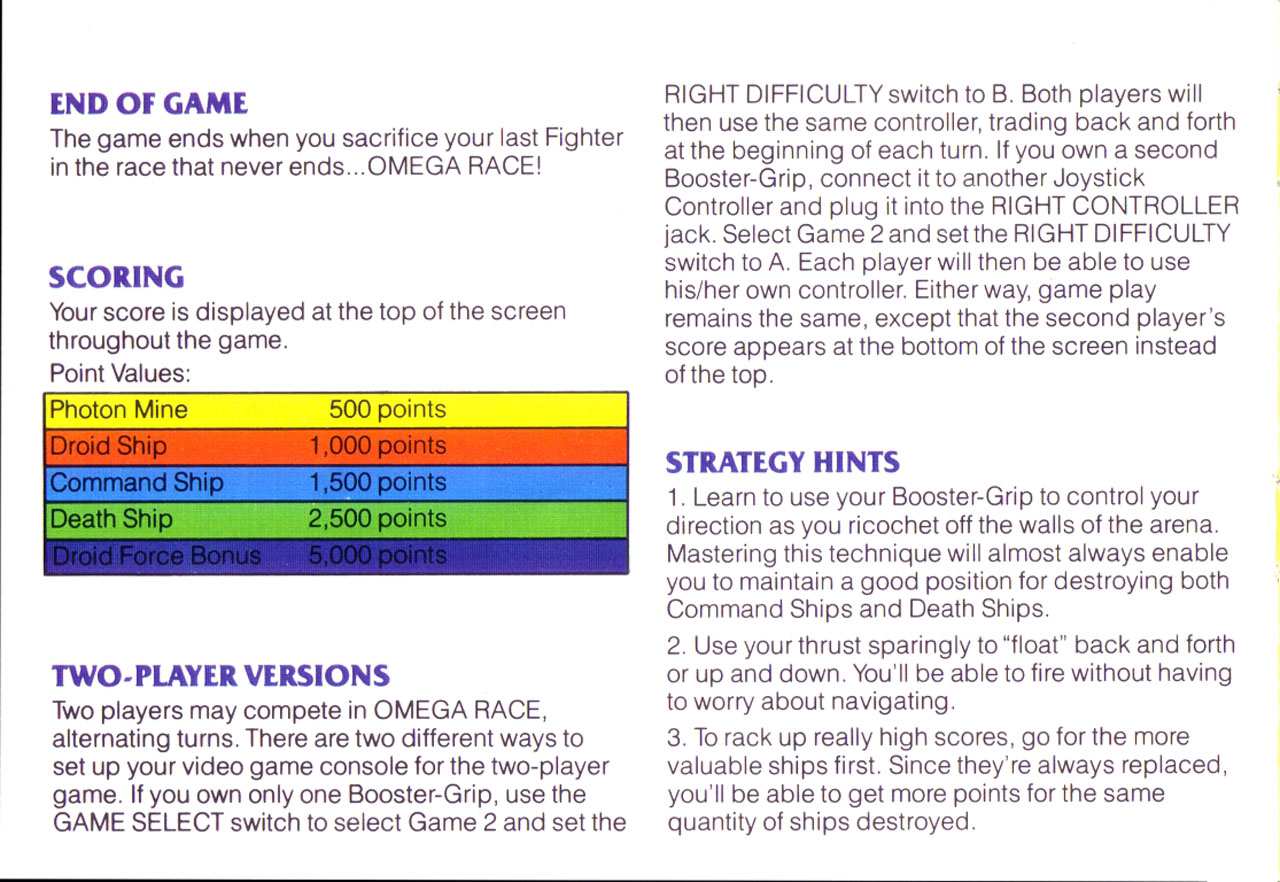 END OF GAME
The game ends when you sacrifice your last Fighter
in the race that never ends...OMEGA RACE!
SCORING
Your score is displayed at the top of the screen
throughout the game.
Point Values:
Photon Mine 500 points
Droid Ship 1,000 points
Command Ship 1,500 points
Death Ship 2,500 points
Droid Force Bonus 5,000 points
TWO-PLAYER VERSIONS
Two players may compete in OMEGA RACE,
alternating turns. There are two different ways to
set up your video game console for the two-player
game. If you own only one Booster-Grip, use the
GAME SELECT switch to select Game 2 and set the
RIGHT DIFFICULTY switch to B. Both players will
then use the same controller, trading back and forth
at the beginning of each turn. If you own a second
Booster-Grip, connect it to another Joystick
Controller and plug it into the RIGHT CONTROLLER
jack. Select Game 2 and set the RIGHT DIFFICULTY
switch to A. Each player will then be able to use
his/her own controller. Either way, game play
remains the same, except that the second player's
score appears at the bottom of the screen instead
of the top.
STRATEGY HINTS
1. Learn to use your Booster-Grip to control your
direction as you ricochet off the walls of the arena.
Mastering this technique will almost always enable
you to maintain a good position for destroying both
Command Ships and Death Ships.
2. Use your thrust sparingly to “float” back and forth
or up and down. You'll be able to fire without having
to worry about navigating.
3. To rack up really high scores, go for the more
valuable ships first. Since they're always replaced,
you'll be able to get more points for the same
quantity of ships destroyed.